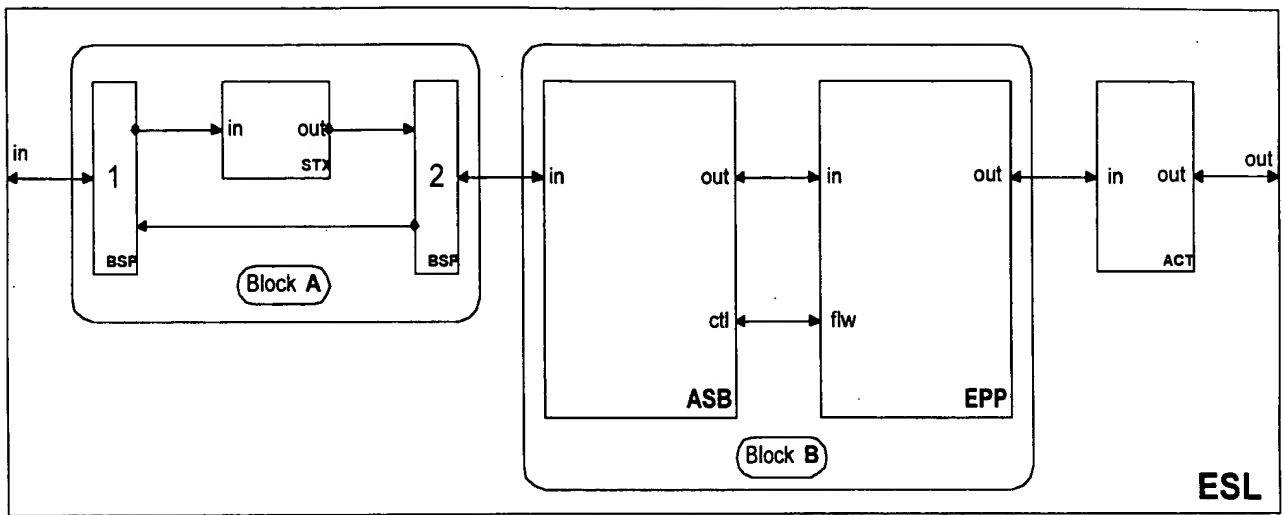 in
1
BSP
in
out
STX
2
BSP
Block A
in
out
ctl
ASB
in
out
flw
EPP
Block B
in
out
ACT
out
ESL